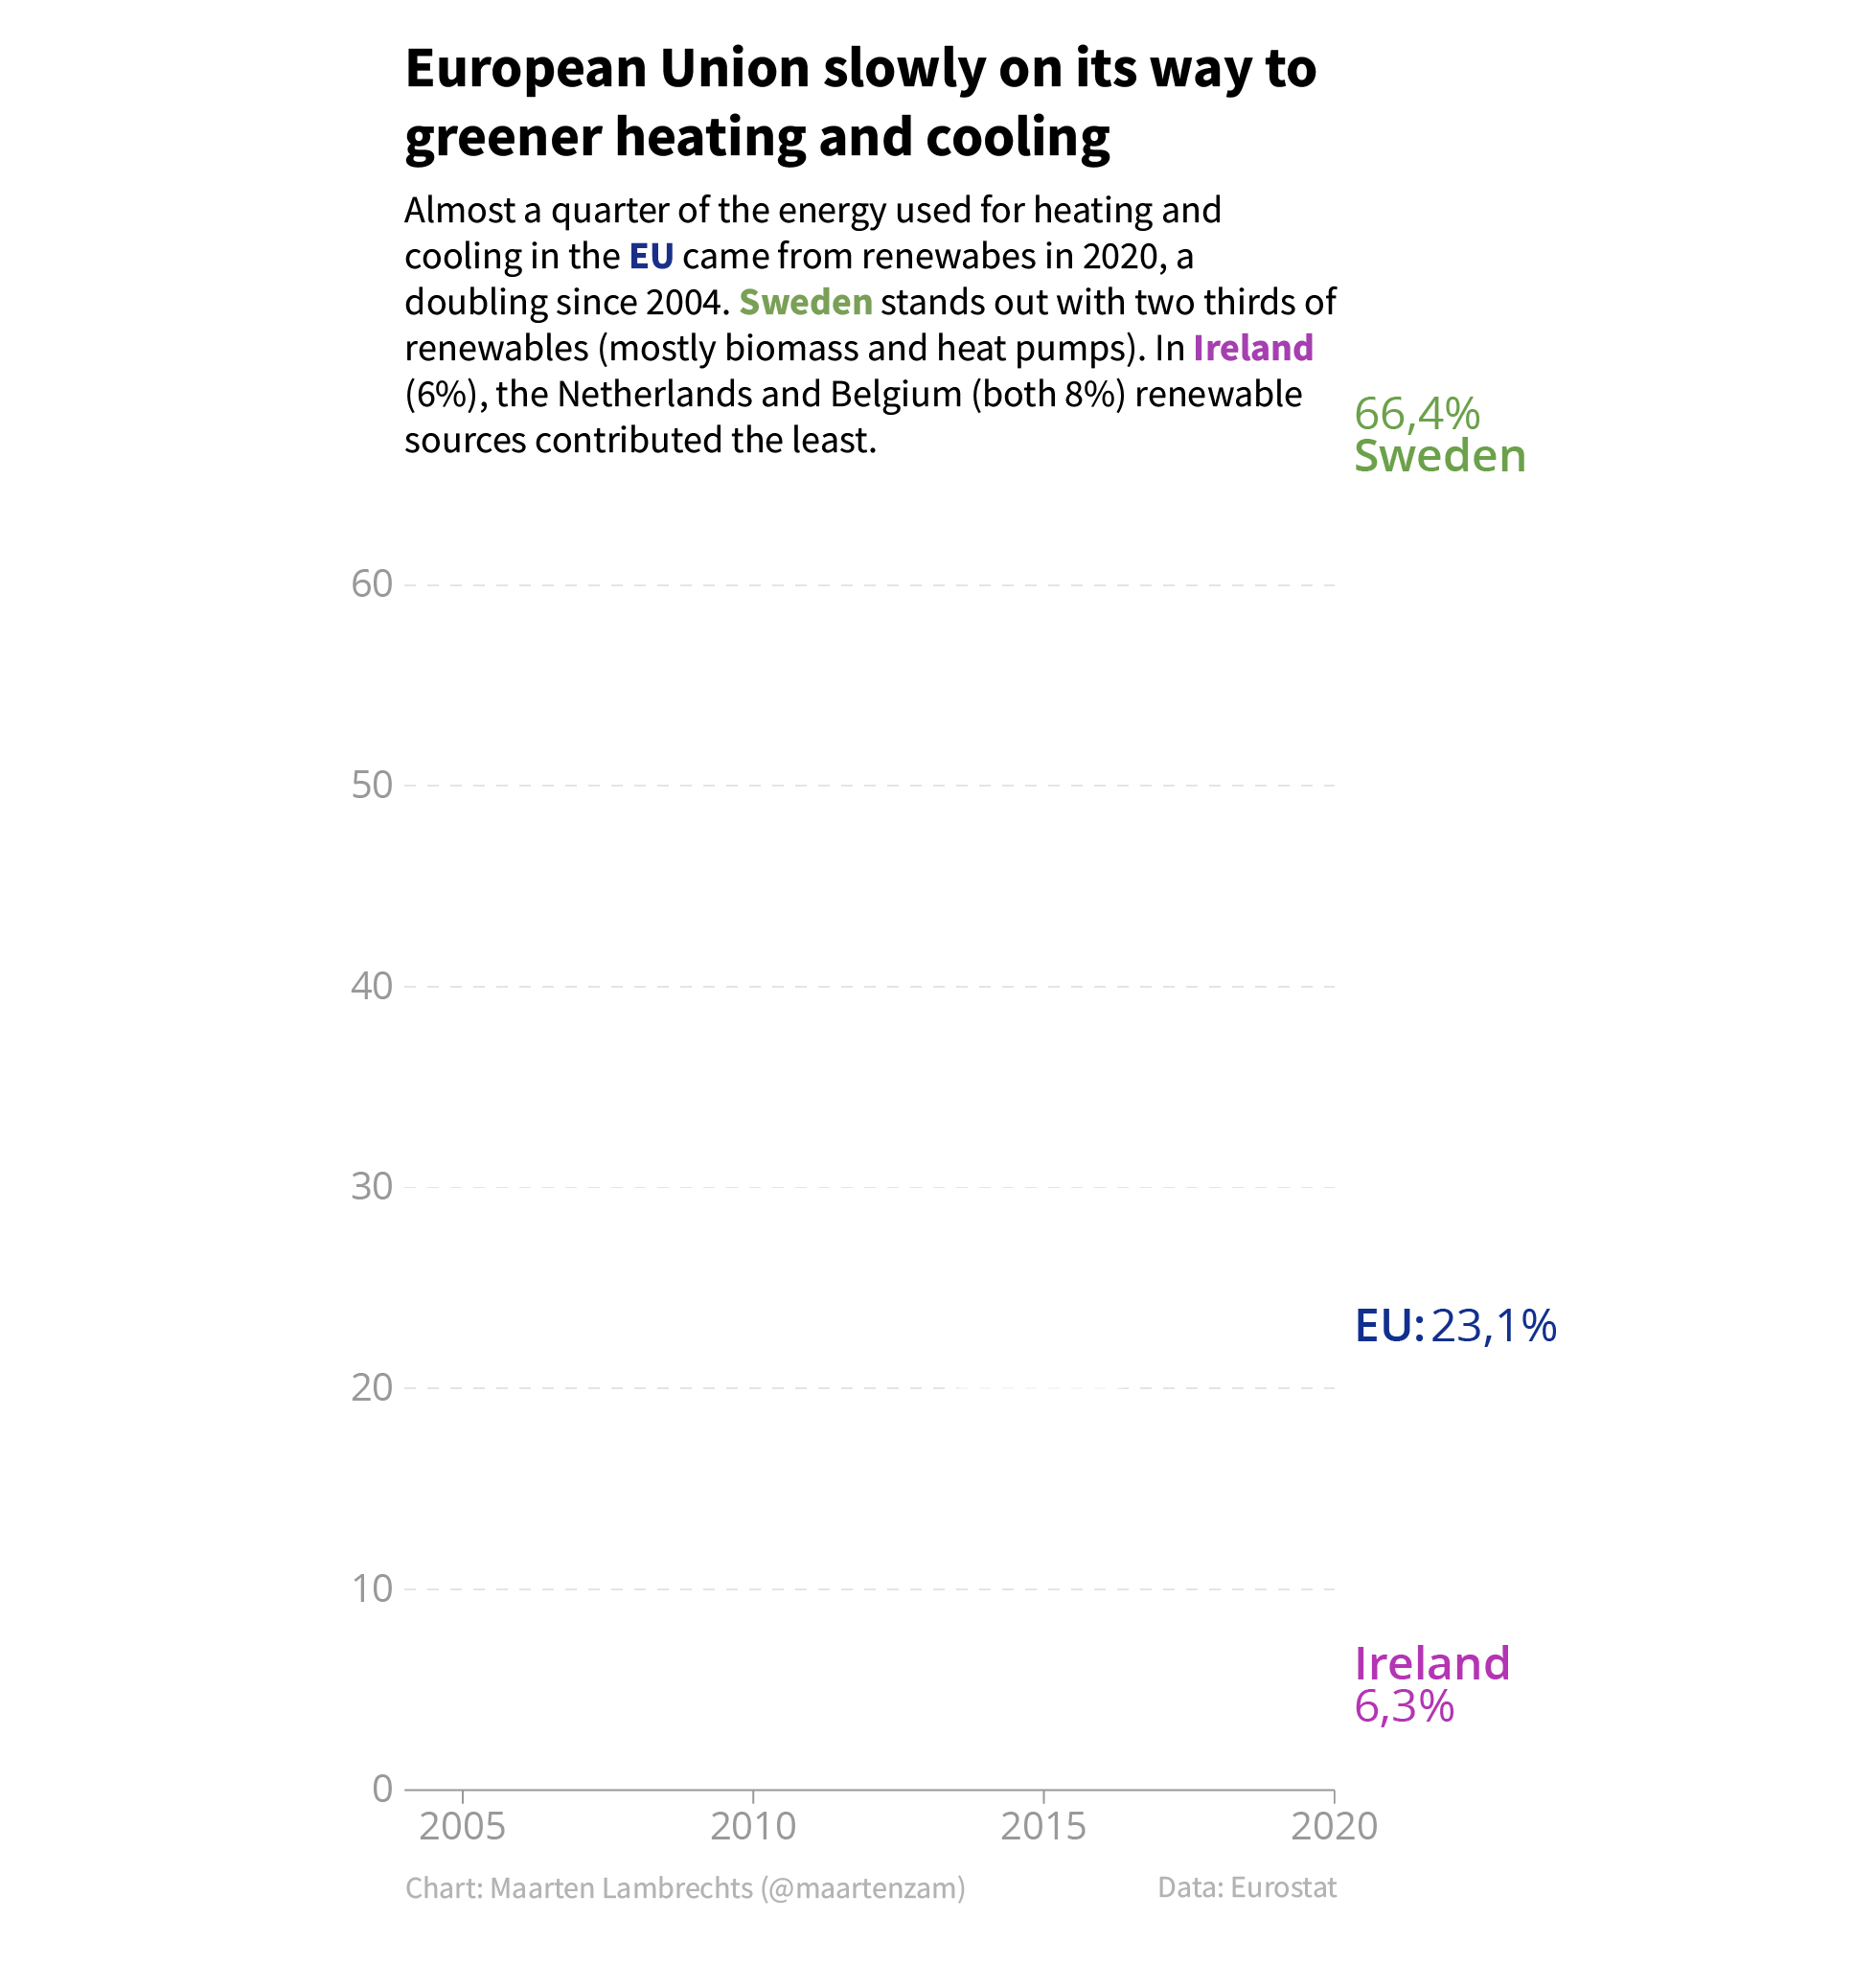 European Union slowly on its way to
greener heating and cooling
Almost a quarter of the energy used for heating and
cooling in the EU came from renewabes in 2020, a
doubling since 2004. Sweden stands out with two thirds of
renewables (mostly biomass and heat pumps). In Ireland
(6%), the Netherlands and Belgium (both 8%) renewable
sources contributed the least.
66,4%
Sweden
60
50
40
30
EU: 23,1%
20
10
Ireland
6,3%
0
2005 2010 2015 2020
Chart: Maarten Lambrechts (@maartenzam) Data: Eurostat